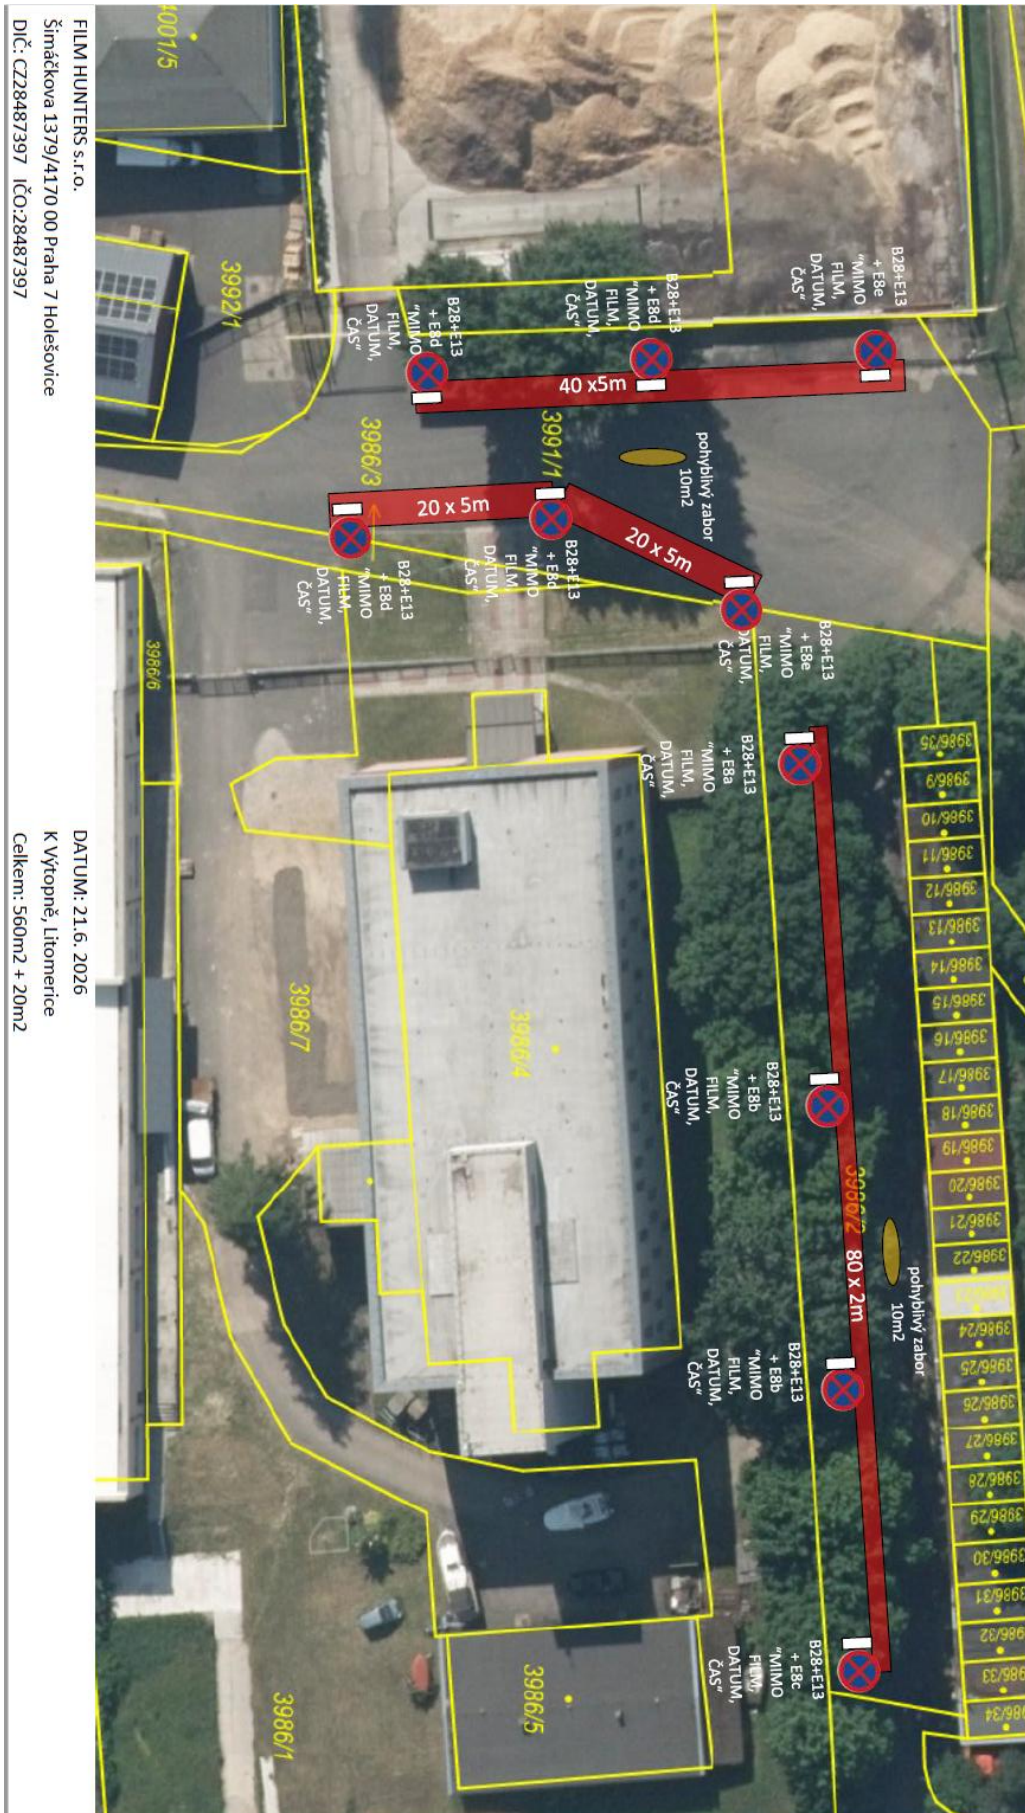 FILM HUNTERS s.r.o.
Šimáčkova 1379/4170 00 Praha 7 Holešovice
DIČ: CZ28487397 IČO:28487397
DATUM: 21.6. 2026
K Výtopně, Litomerice
Celkem: 560m2 + 20m2
4001/5
3992/1
B28+E13
+ E8d
"MIMO
FILM,
DATUM,
ČAS"
B28+E13
+ E8d
"MIMO
FILM,
DATUM,
ČAS"
B28+E13
+ E8e
"MIMO
FILM,
DATUM,
ČAS"
40 x5m
3986/3
3991/1
pohyblivý zabor
10m2
20 x 5m
20 x 5m
B28+E13
+ E8d
"MIMO
FILM,
DATUM,
ČAS"
B28+E13
+ E8d
"MIMO
FILM,
DATUM,
ČAS"
B28+E13
+ E8e
"MIMO
FILM,
DATUM,
ČAS"
3986/6
B28+E13
+ E8a
"MIMO
FILM,
DATUM,
ČAS"
3986/7
3986/4
B28+E13
+ E8b
"MIMO
FILM,
DATUM,
ČAS"
3986/2
80 x 2m
pohyblivý zabor
10m2
B28+E13
+ E8b
"MIMO
FILM,
DATUM,
ČAS"
B28+E13
+ E8c
"MIMO
FILM,
DATUM,
ČAS"
3986/5
3986/1
3986/35
3986/9
3986/10
3986/11
3986/12
3986/13
3986/14
3986/15
3986/16
3986/17
3986/18
3986/19
3986/20
3986/21
3986/22
3986/24
3986/25
3986/26
3986/27
3986/28
3986/29
3986/30
3986/31
3986/32
3986/33
986/34